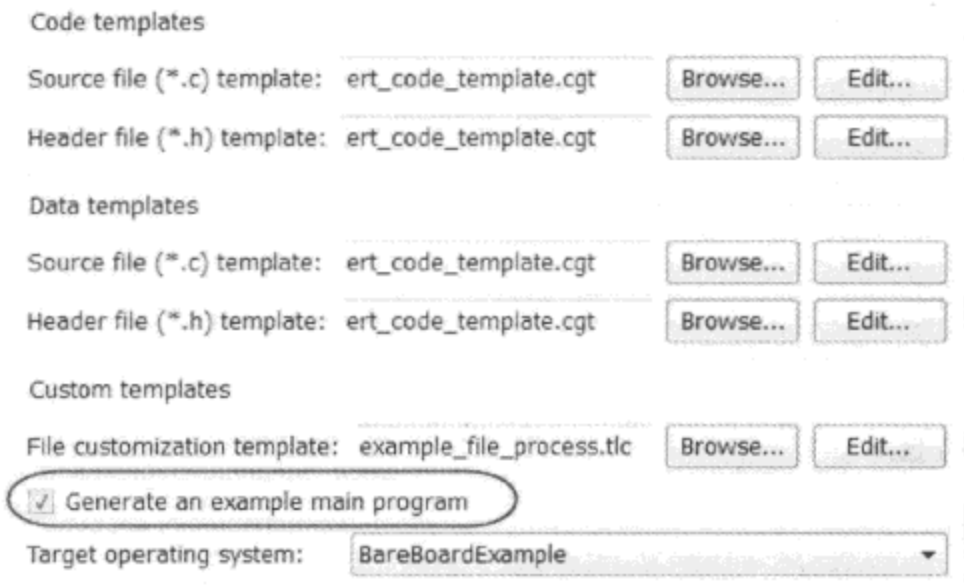 Code templates
Source file (*.c) template: ert_code_template.cgt Browse... Edit...
Header file (*.h) template: ert_code_template.cgt Browse... Edit...
Data templates
Source file (*.c) template: ert_code_template.cgt Browse... Edit...
Header file (*.h) template: ert_code_template.cgt Browse... Edit...
Custom templates
File customization template: example_file_process.tlc Browse... Edit...
Generate an example main program
Target operating system: BareBoardExample